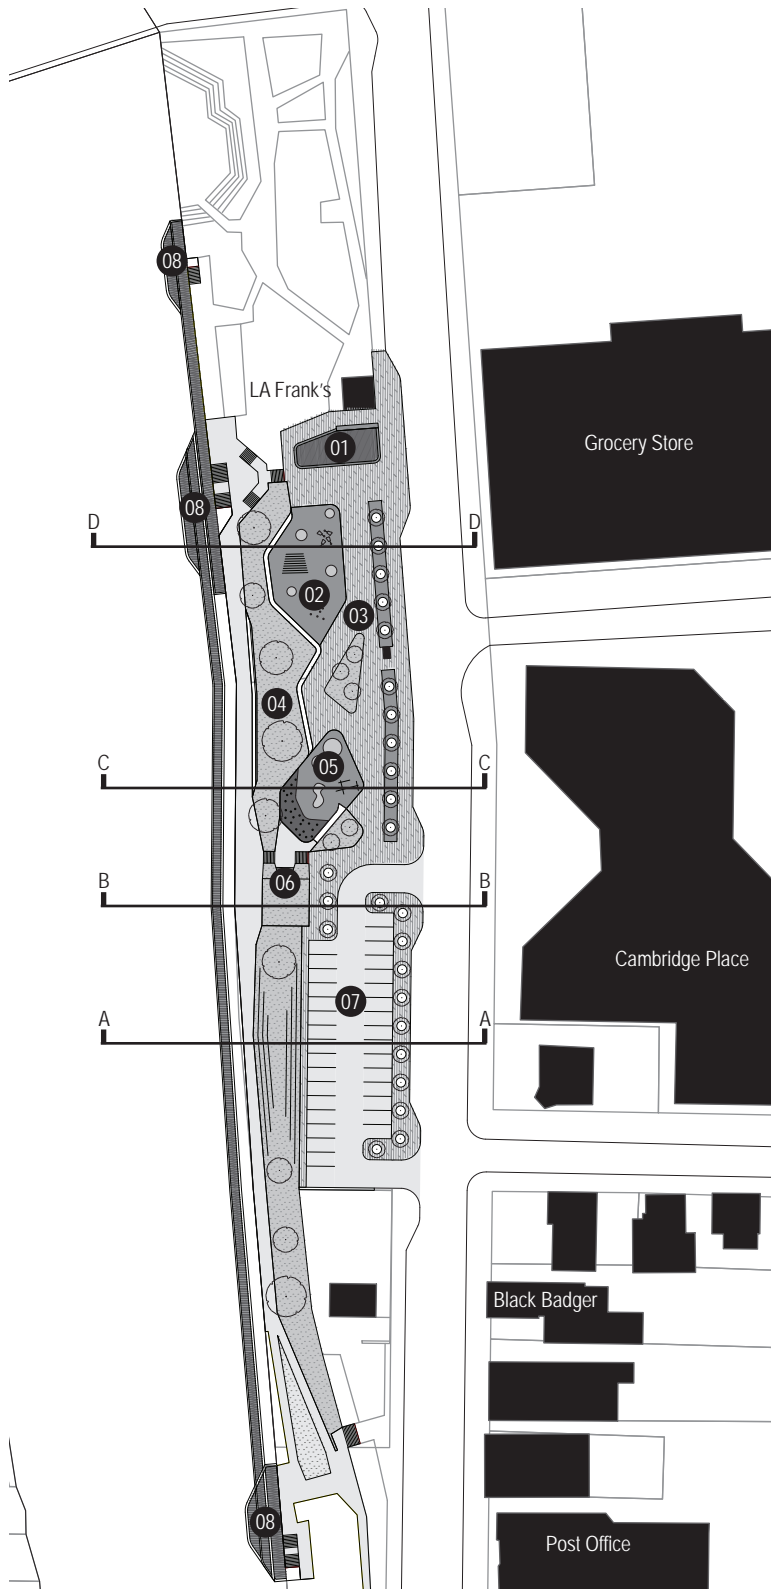 08
LA Frank's
01
Grocery Store
08
D
D
02
03
04
C
05
C
B
06
B
Cambridge Place
07
A
A
Black Badger
08
Post Office